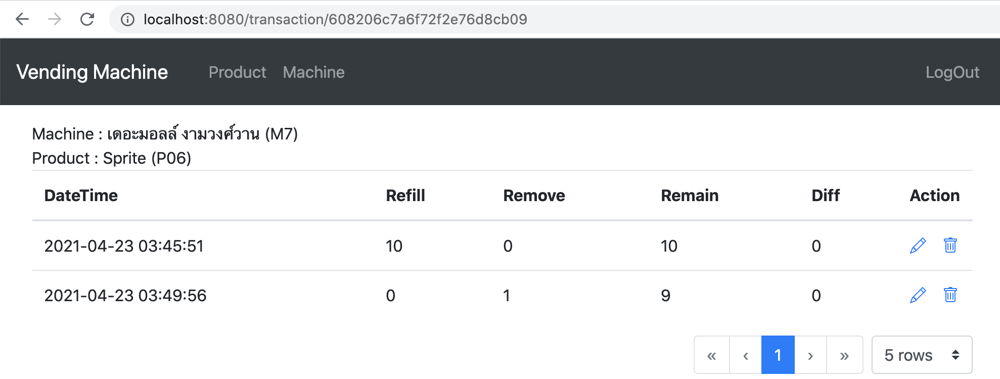 localhost:8080/transaction/608206c7a6f72f2e76d8cb09
Vending Machine Product Machine LogOut
Machine : เดอะมอลล์ งามวงศ์วาน (M7)
Product : Sprite (P06)
DateTime Refill Remove Remain Diff Action
2021-04-23 03:45:51 10 0 10 0
2021-04-23 03:49:56 0 1 9 0
« ‹ 1 › » 5 rows